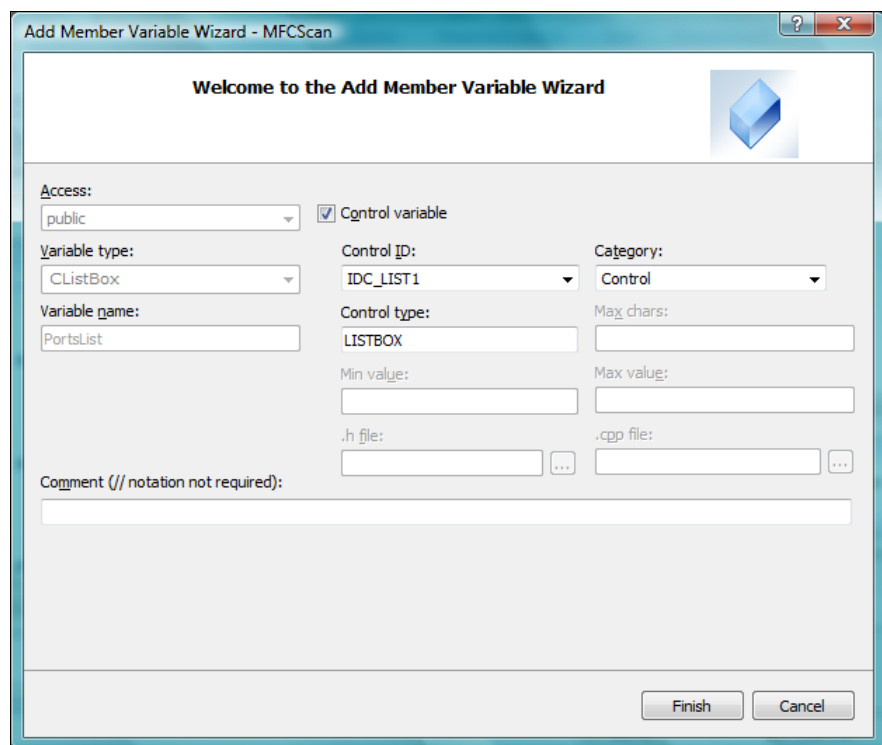 Add Member Variable Wizard - MFCScan
Welcome to the Add Member Variable Wizard
Access:
public
Control variable
Variable type:
Control ID:
Category:
CListBox
IDC_LIST1
Control
Variable name:
Control type:
Max chars:
PortsList
LISTBOX
Min value:
Max value:
.h file:
.cpp file:
...
...
Comment (// notation not required):
Finish
Cancel